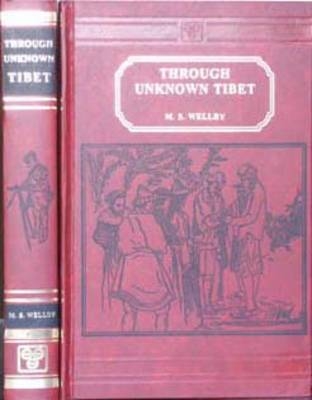 THROUGH
UNKNOWN
TIBET
M. S. WELLBY
THROUGH
UNKNOWN TIBET
M. S. WELLBY